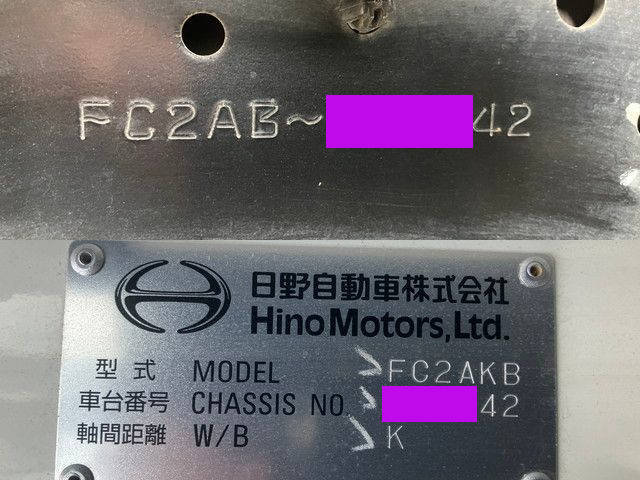 FC2AB~ 42
日野自動車株式会社
Hino Motors, Ltd.
型式 MODEL FC2AKB
車台番号 CHASSIS NO. 42
軸間距離 W/B K